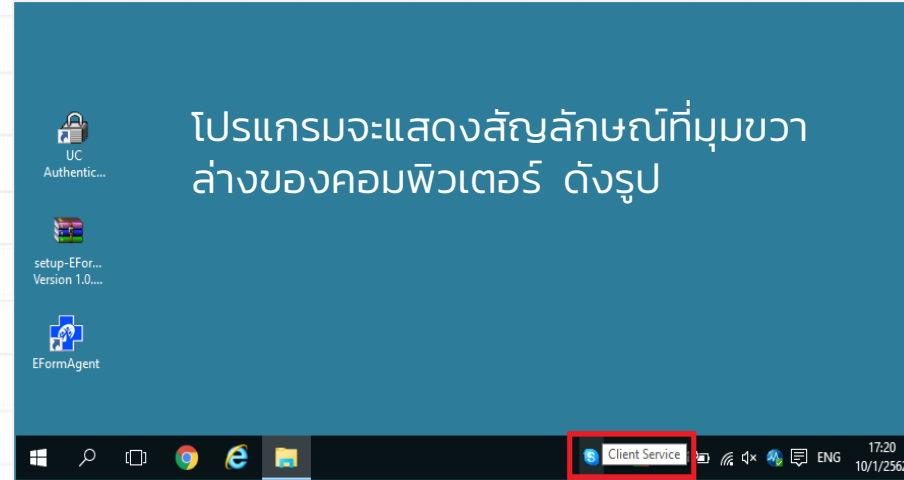 โปรแกรมจะแสดงสัญลักษณ์ที่มุมขวา
ล่างของคอมพิวเตอร์ ดังรูป
UC
Authentic...
setup-EFor...
Version 1.0....
EFormAgent
Client Service
ENG
17:20
10/1/2562